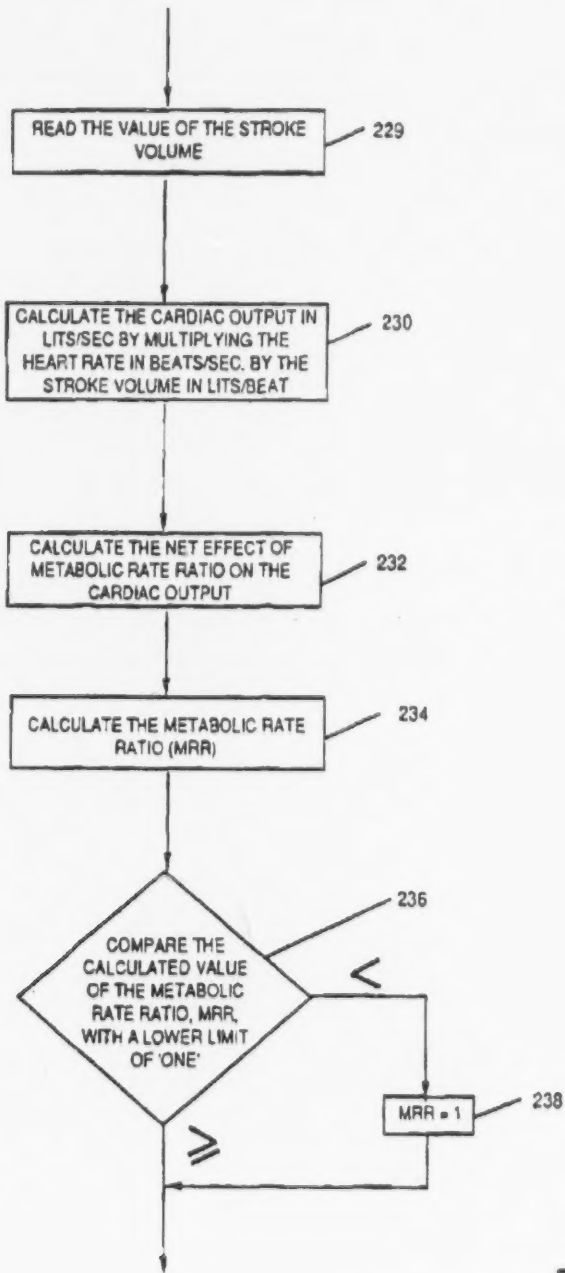 READ THE VALUE OF THE STROKE
VOLUME
229
CALCULATE THE CARDIAC OUTPUT IN
LITS/SEC BY MULTIPLYING THE
HEART RATE IN BEATS/SEC. BY THE
STROKE VOLUME IN LITS/BEAT
230
CALCULATE THE NET EFFECT OF
METABOLIC RATE RATIO ON THE
CARDIAC OUTPUT
232
CALCULATE THE METABOLIC RATE
RATIO (MRR)
234
COMPARE THE
CALCULATED VALUE
OF THE METABOLIC
RATE RATIO, MRR,
WITH A LOWER LIMIT
OF 'ONE'
236
<
MRR = 1
238
≥